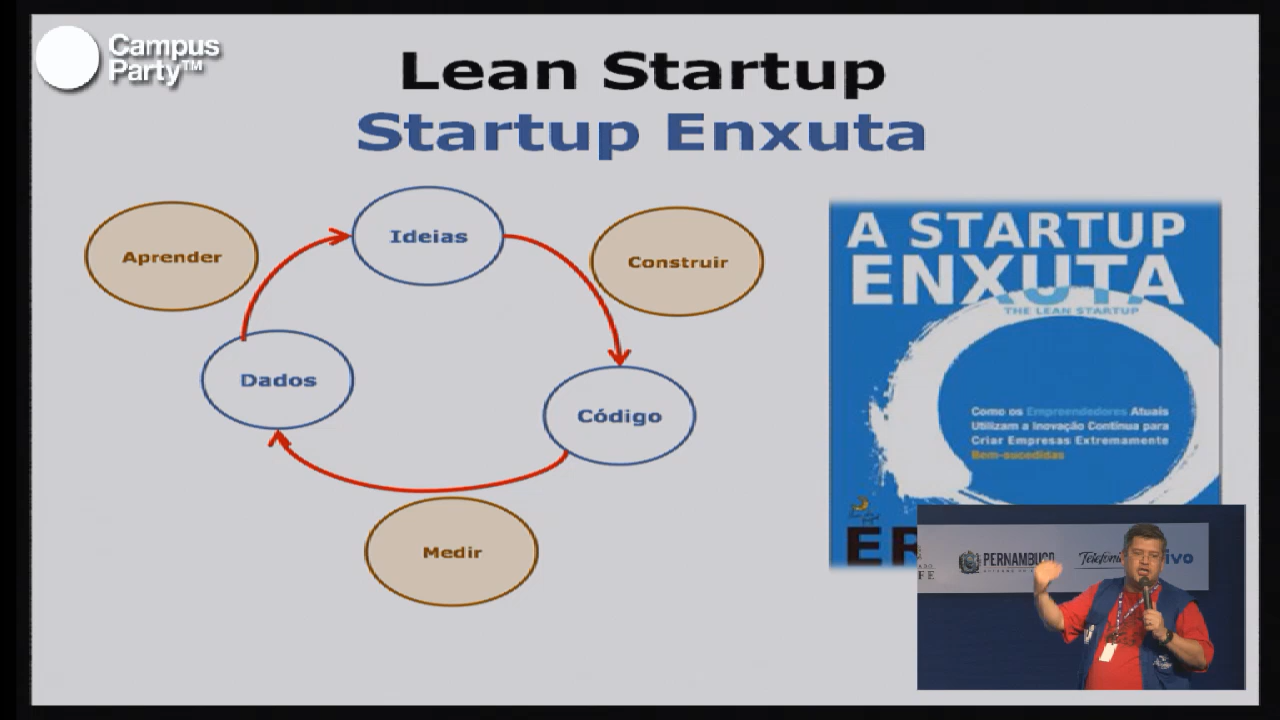 Campus
Party™
Lean Startup
Startup Enxuta
Aprender
Ideias
Construir
Dados
Código
Medir
A STARTUP
ENXUTA
THE LEAN STARTUP
Como os Empreendedores Atuais
Utilizam a Inovação Contínua para
Criar Empresas Extremamente
Bem-sucedidas
ER
PERNAMBUCO